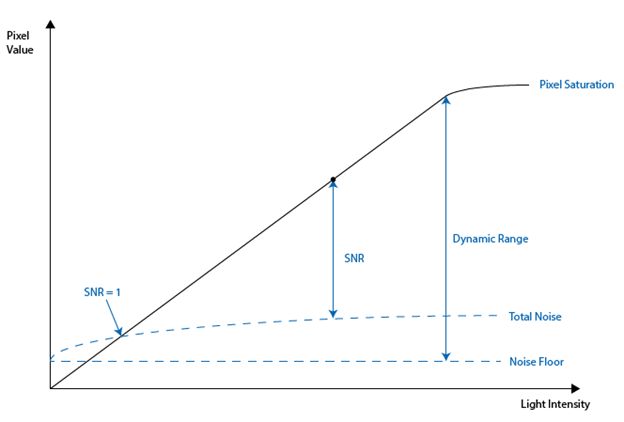 Pixel
Value
Pixel Saturation
Dynamic Range
SNR
SNR = 1
Total Noise
Noise Floor
Light Intensity